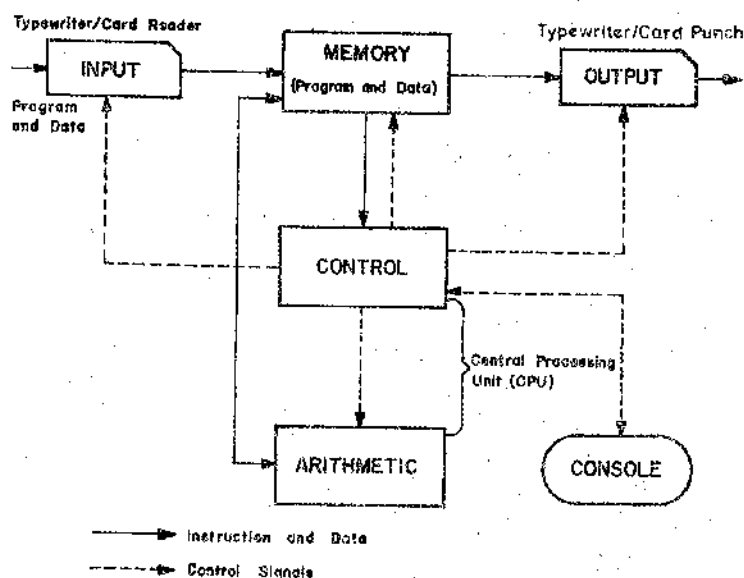 Typewriter/Card Reader
INPUT
Program
and Data
MEMORY
(Program and Data)
Typewriter/Card Punch
OUTPUT
CONTROL
Central Processing
Unit (CPU)
ARITHMETIC
CONSOLE
Instruction and Data
Control Signals